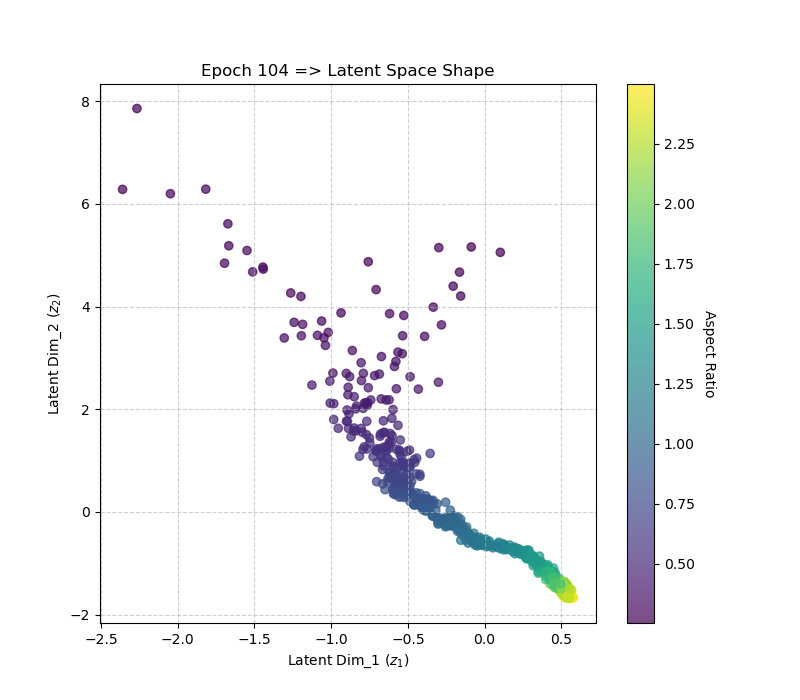 Epoch 104 => Latent Space Shape
8
6
4
2
0
−2
Latent Dim_2 (z₂)
−2.5 −2.0 −1.5 −1.0 −0.5 0.0 0.5
Latent Dim_1 (z₁)
2.25
2.00
1.75
1.50
1.25
1.00
0.75
0.50
Aspect Ratio